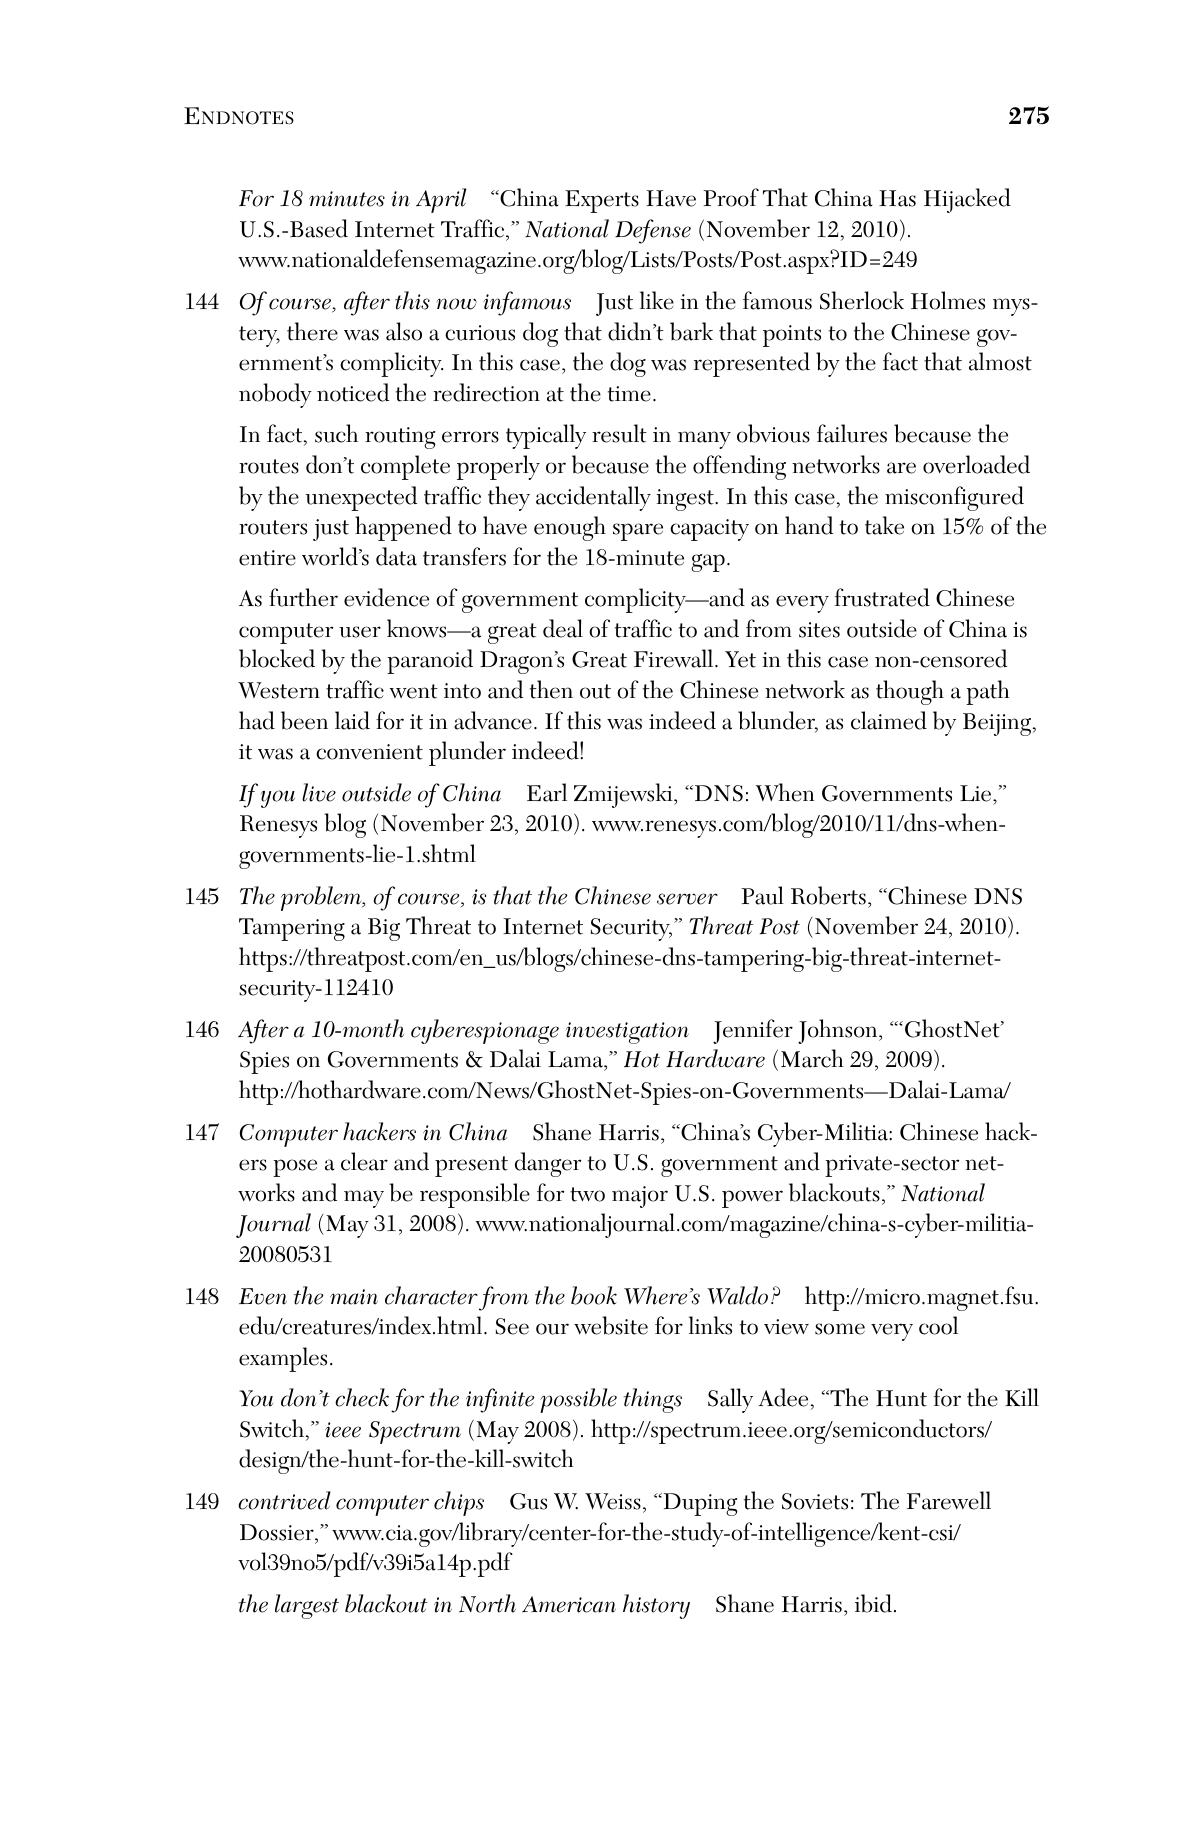 ENDNOTES 275
For 18 minutes in April “China Experts Have Proof That China Has Hijacked
U.S.-Based Internet Traffic,” National Defense (November 12, 2010).
www.nationaldefensemagazine.org/blog/Lists/Posts/Post.aspx?ID=249
144 Of course, after this now infamous Just like in the famous Sherlock Holmes mys-
tery, there was also a curious dog that didn’t bark that points to the Chinese gov-
ernment’s complicity. In this case, the dog was represented by the fact that almost
nobody noticed the redirection at the time.
In fact, such routing errors typically result in many obvious failures because the
routes don’t complete properly or because the offending networks are overloaded
by the unexpected traffic they accidentally ingest. In this case, the misconfigured
routers just happened to have enough spare capacity on hand to take on 15% of the
entire world’s data transfers for the 18-minute gap.
As further evidence of government complicity—and as every frustrated Chinese
computer user knows—a great deal of traffic to and from sites outside of China is
blocked by the paranoid Dragon’s Great Firewall. Yet in this case non-censored
Western traffic went into and then out of the Chinese network as though a path
had been laid for it in advance. If this was indeed a blunder, as claimed by Beijing,
it was a convenient plunder indeed!
If you live outside of China Earl Zmijewski, “DNS: When Governments Lie,”
Renesys blog (November 23, 2010). www.renesys.com/blog/2010/11/dns-when-
governments-lie-1.shtml
145 The problem, of course, is that the Chinese server Paul Roberts, “Chinese DNS
Tampering a Big Threat to Internet Security,” Threat Post (November 24, 2010).
https://threatpost.com/en_us/blogs/chinese-dns-tampering-big-threat-internet-
security-112410
146 After a 10-month cyberespionage investigation Jennifer Johnson, “‘GhostNet’
Spies on Governments & Dalai Lama,” Hot Hardware (March 29, 2009).
http://hothardware.com/News/GhostNet-Spies-on-Governments—Dalai-Lama/
147 Computer hackers in China Shane Harris, “China’s Cyber-Militia: Chinese hack-
ers pose a clear and present danger to U.S. government and private-sector net-
works and may be responsible for two major U.S. power blackouts,” National
Journal (May 31, 2008). www.nationaljournal.com/magazine/china-s-cyber-militia-
20080531
148 Even the main character from the book Where’s Waldo? http://micro.magnet.fsu.
edu/creatures/index.html. See our website for links to view some very cool
examples.
You don’t check for the infinite possible things Sally Adee, “The Hunt for the Kill
Switch,” ieee Spectrum (May 2008). http://spectrum.ieee.org/semiconductors/
design/the-hunt-for-the-kill-switch
149 contrived computer chips Gus W. Weiss, “Duping the Soviets: The Farewell
Dossier,” www.cia.gov/library/center-for-the-study-of-intelligence/kent-csi/
vol39no5/pdf/v39i5a14p.pdf
the largest blackout in North American history Shane Harris, ibid.